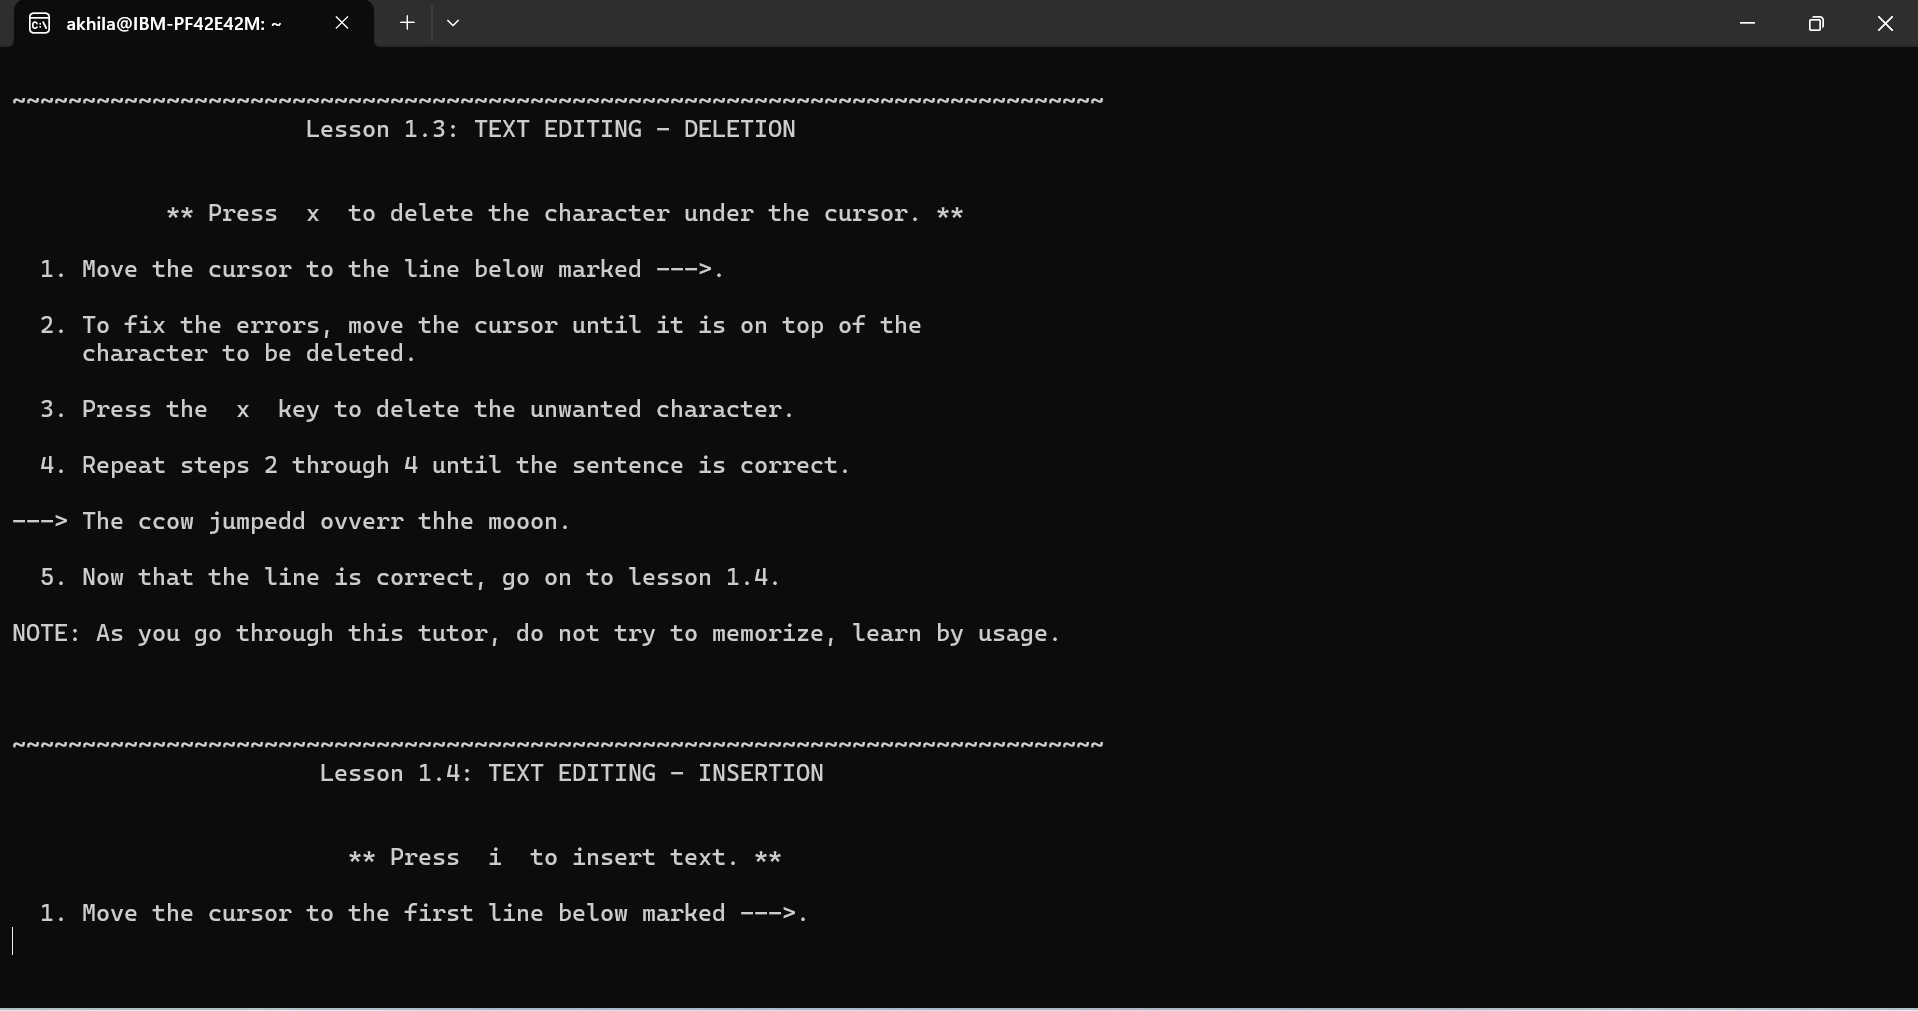 akhila@IBM-PF42E42M: ~
~~~~~~~~~~~~~~~~~~~~~~~~~~~~~~~~~~~~~~~~~~~~~~~~~~~~~~~~~~~~~~~~~~~~~~~~~~~~~~
Lesson 1.3: TEXT EDITING - DELETION
** Press  x  to delete the character under the cursor. **
1. Move the cursor to the line below marked --->.
2. To fix the errors, move the cursor until it is on top of the
character to be deleted.
3. Press the  x  key to delete the unwanted character.
4. Repeat steps 2 through 4 until the sentence is correct.
---> The ccow jumpedd ovverr thhe mooon.
5. Now that the line is correct, go on to lesson 1.4.
NOTE: As you go through this tutor, do not try to memorize, learn by usage.
~~~~~~~~~~~~~~~~~~~~~~~~~~~~~~~~~~~~~~~~~~~~~~~~~~~~~~~~~~~~~~~~~~~~~~~~~~~~~~
Lesson 1.4: TEXT EDITING - INSERTION
** Press  i  to insert text. **
1. Move the cursor to the first line below marked --->.